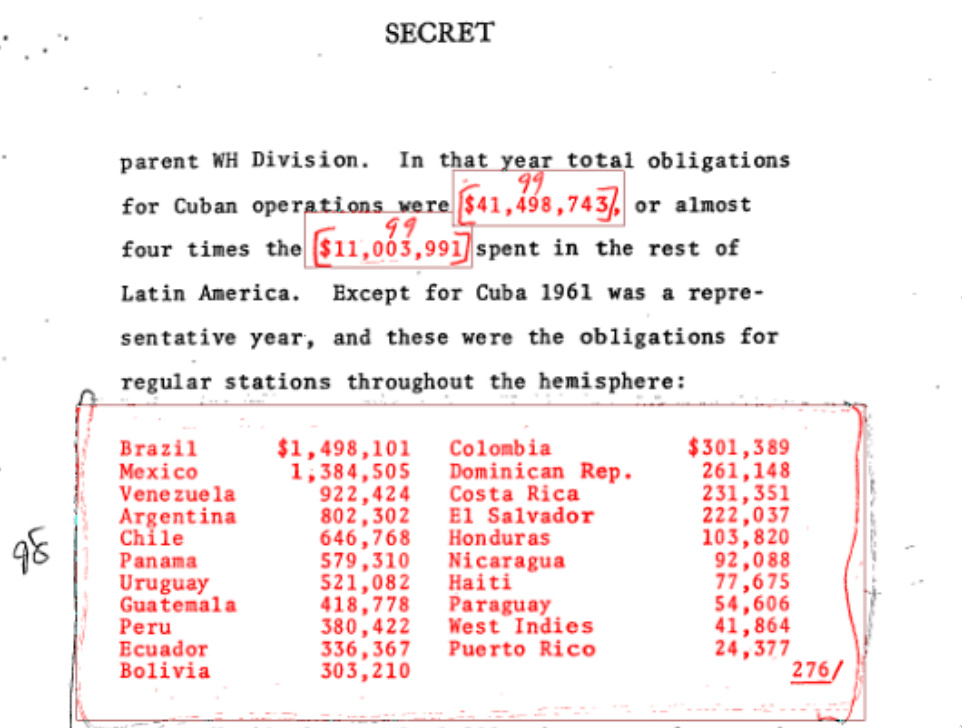 SECRET
parent WH Division. In that year total obligations
99
for Cuban operations were [$41,498,743], or almost
99
four times the [$11,003,991] spent in the rest of
Latin America. Except for Cuba 1961 was a repre-
sentative year, and these were the obligations for
regular stations throughout the hemisphere:
Brazil $1,498,101 Colombia $301,389
Mexico 1,384,505 Dominican Rep. 261,148
Venezuela 922,424 Costa Rica 231,351
Argentina 802,302 El Salvador 222,037
Chile 646,768 Honduras 103,820
98
Panama 579,310 Nicaragua 92,088
Uruguay 521,082 Haiti 77,675
Guatemala 418,778 Paraguay 54,606
Peru 380,422 West Indies 41,864
Ecuador 336,367 Puerto Rico 24,377
Bolivia 303,210
276/